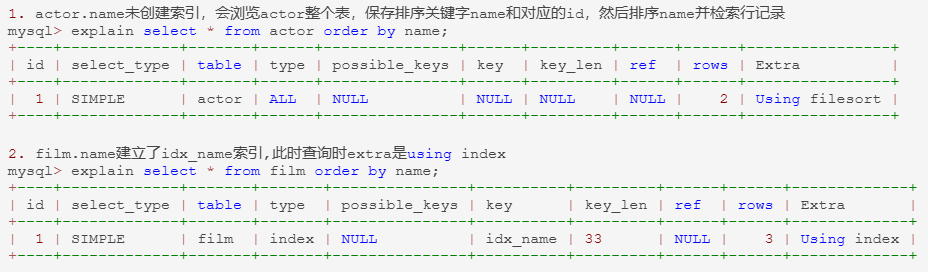 1. actor.name未创建索引，会浏览actor整个表，保存排序关键字name和对应的id，然后排序name并检索行记录
mysql> explain select * from actor order by name;
+----+-------------+-------+------+---------------+------+---------+------+------+----------------+
| id | select_type | table | type | possible_keys | key | key_len | ref | rows | Extra |
+----+-------------+-------+------+---------------+------+---------+------+------+----------------+
| 1 | SIMPLE | actor | ALL | NULL | NULL | NULL | NULL | 2 | Using filesort |
+----+-------------+-------+------+---------------+------+---------+------+------+----------------+
2. film.name建立了idx_name索引,此时查询时extra是using index
mysql> explain select * from film order by name;
+----+-------------+-------+-------+---------------+----------+---------+------+------+-------------+
| id | select_type | table | type | possible_keys | key | key_len | ref | rows | Extra |
+----+-------------+-------+-------+---------------+----------+---------+------+------+-------------+
| 1 | SIMPLE | film | index | NULL | idx_name | 33 | NULL | 3 | Using index |
+----+-------------+-------+-------+---------------+----------+---------+------+------+-------------+